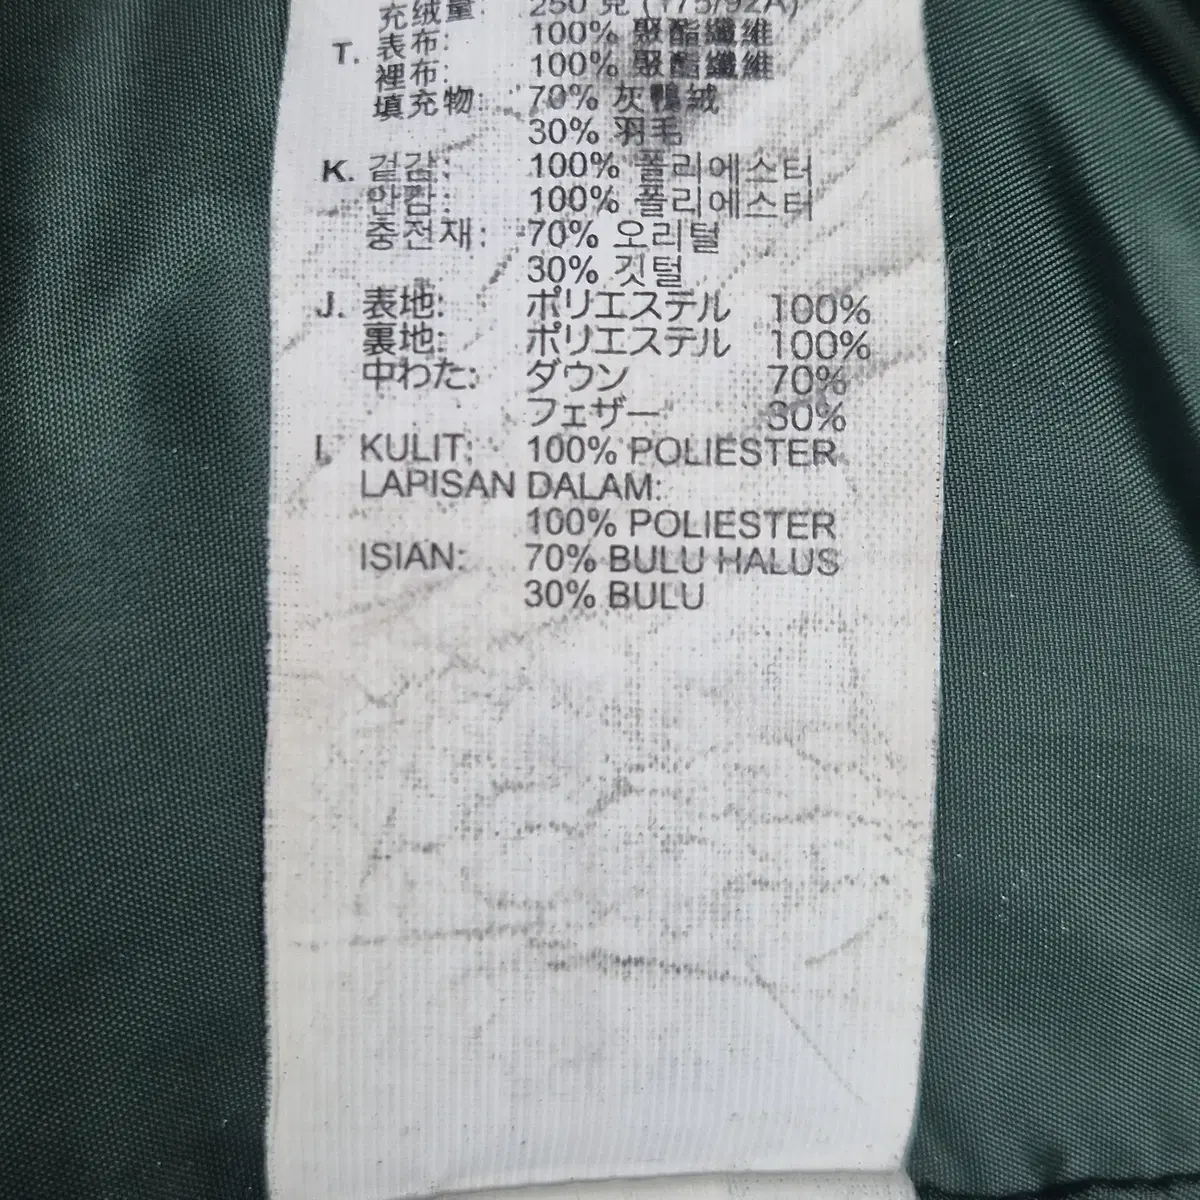 充绒量: 250 克 (175/92A)
T. 表布: 100% 聚酯纖維
裡布: 100% 聚酯纖維
填充物: 70% 灰鴨絨
30% 羽毛
K. 겉감: 100% 폴리에스터
안감: 100% 폴리에스터
충전재: 70% 오리털
30% 깃털
J. 表地: ポリエステル 100%
裏地: ポリエステル 100%
中わた: ダウン 70%
フェザー 30%
I. KULIT: 100% POLIESTER
LAPISAN DALAM:
100% POLIESTER
ISIAN: 70% BULU HALUS
30% BULU